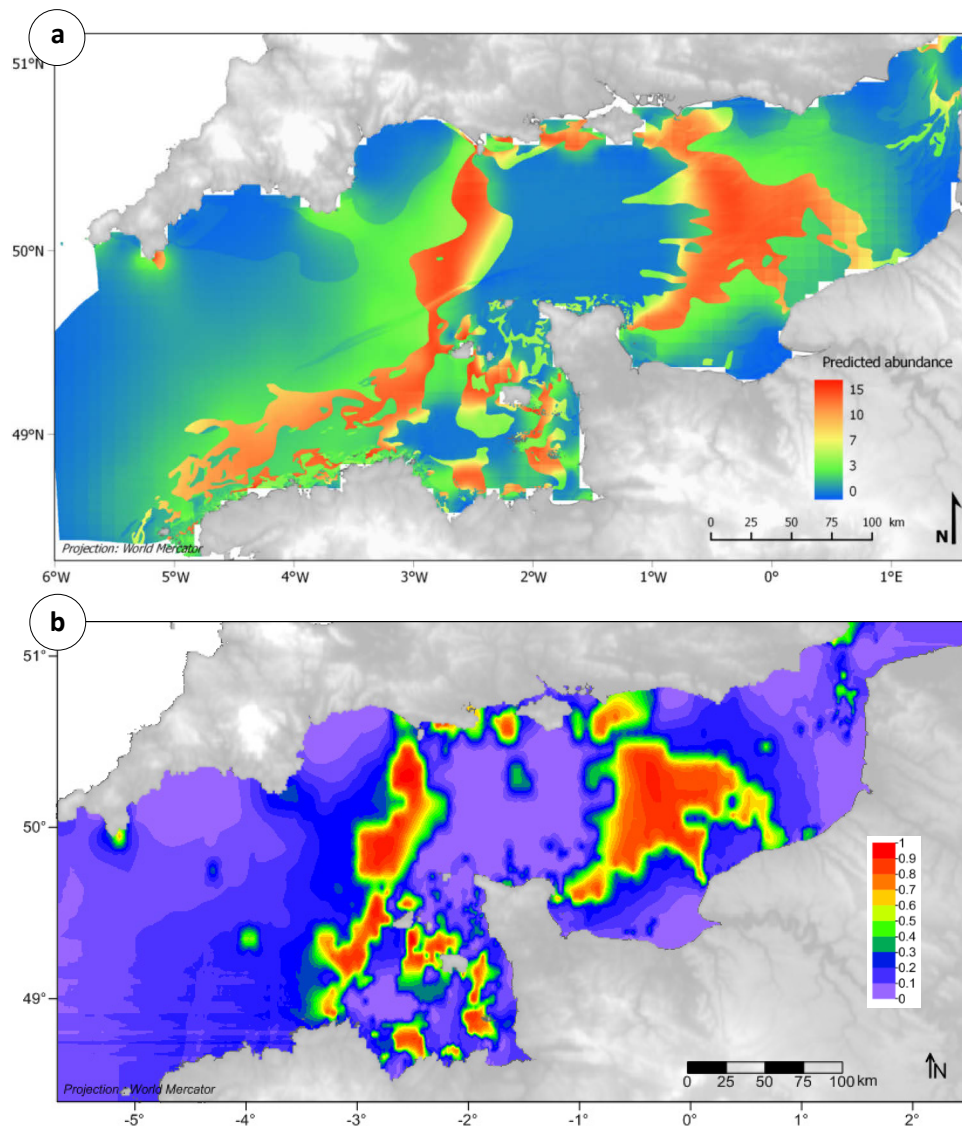 a
51°N
50°N
49°N
Predicted abundance
15
10
7
3
0
0 25 50 75 100 km
N
Projection: World Mercator
6°W 5°W 4°W 3°W 2°W 1°W 0° 1°E
b
51°
50°
49°
1
0.9
0.8
0.7
0.6
0.5
0.4
0.3
0.2
0.1
0
0 25 50 75 100 km
N
Projection : World Mercator
-5° -4° -3° -2° -1° 0° 1° 2°